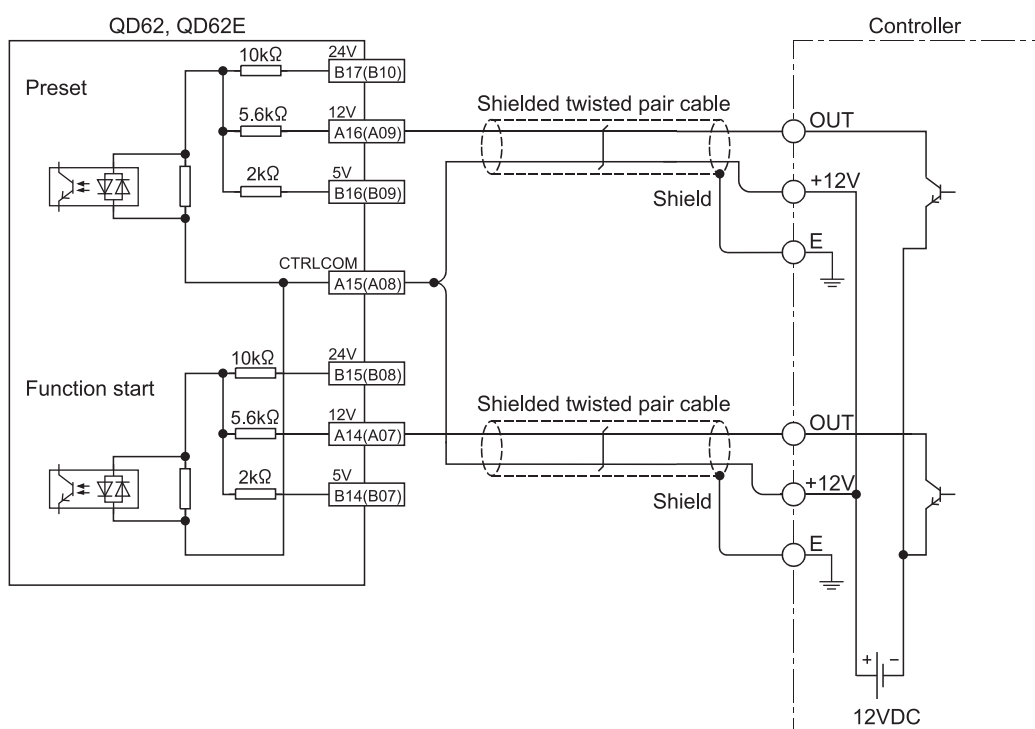 QD62, QD62E
Controller
Preset
10kΩ
24V
B17(B10)
5.6kΩ
12V
A16(A09)
2kΩ
5V
B16(B09)
CTRLCOM
A15(A08)
Shielded twisted pair cable
Shield
OUT
+12V
E
Function start
10kΩ
24V
B15(B08)
5.6kΩ
12V
A14(A07)
2kΩ
5V
B14(B07)
Shielded twisted pair cable
Shield
OUT
+12V
E
+ −
12VDC